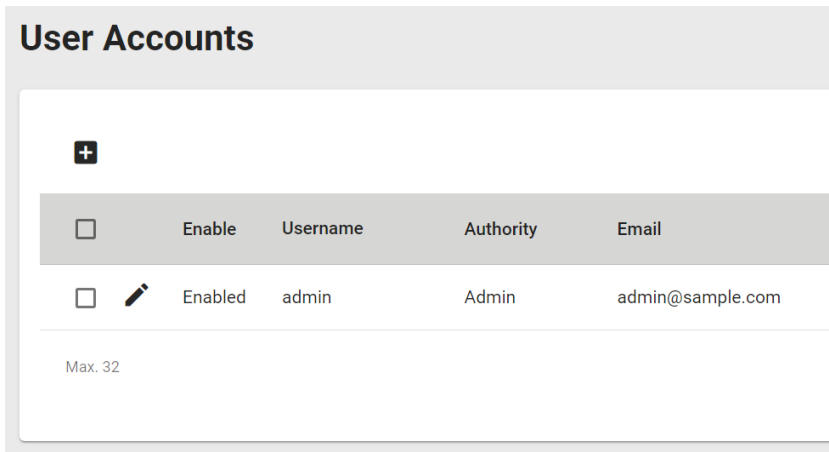 User Accounts
Enable Username Authority Email
Enabled admin Admin admin@sample.com
Max. 32